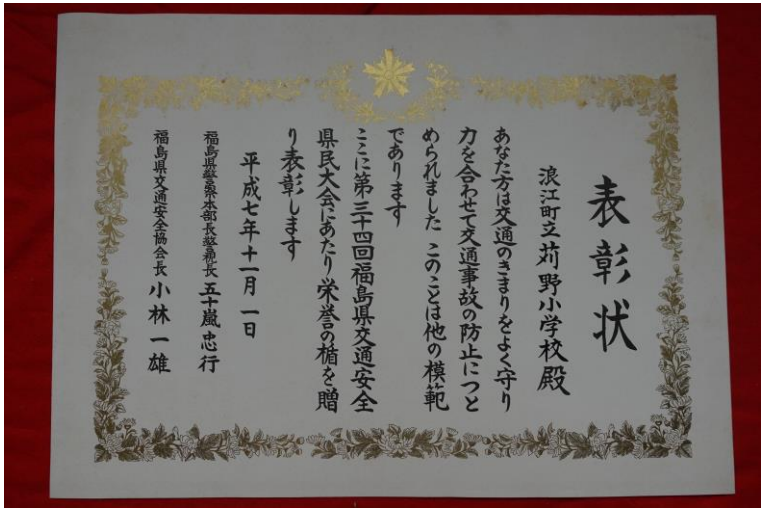 表彰状
浪江町立苅野小学校殿
あなた方は交通のきまりをよく守り
力を合わせて交通事故の防止につと
められました このことは他の模範
であります
ここに第三十四回福島県交通安全
県民大会にあたり栄誉の楯を贈
り表彰します
平成七年十一月一日
福島県警察本部長警視長 五十嵐忠行
福島県交通安全協会長 小林一雄